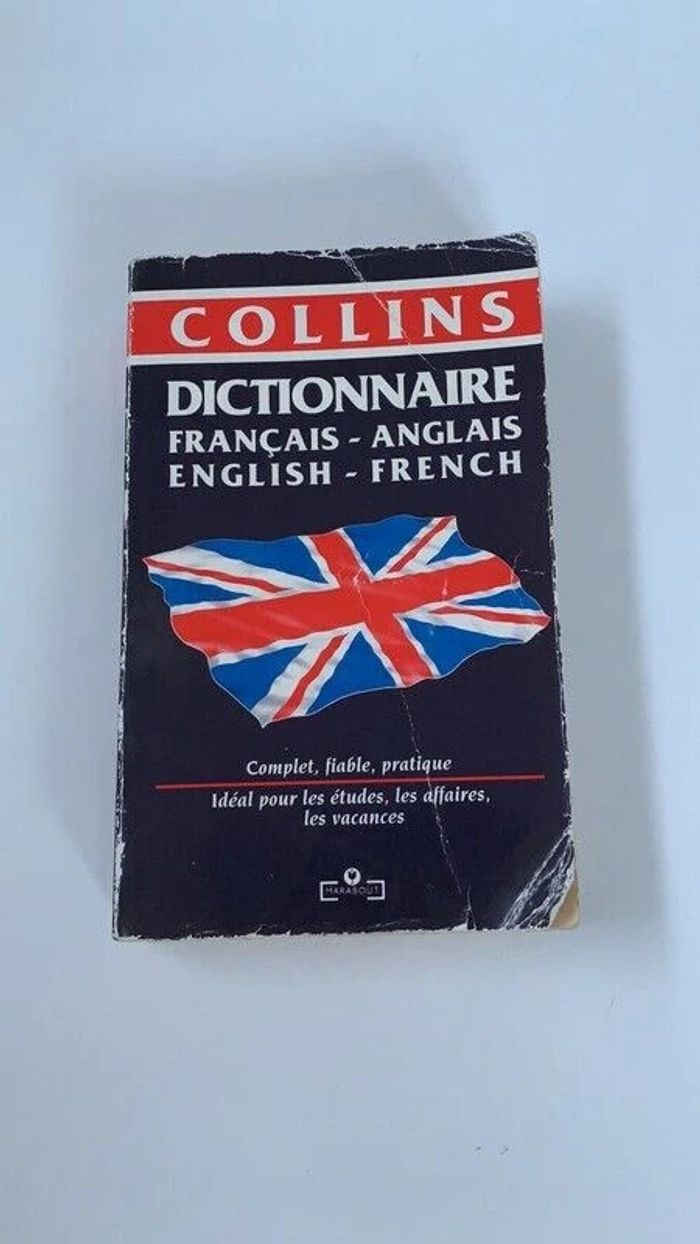 COLLINS
DICTIONNAIRE
FRANÇAIS - ANGLAIS
ENGLISH - FRENCH
Complet, fiable, pratique
Idéal pour les études, les affaires,
les vacances
MARABOUT